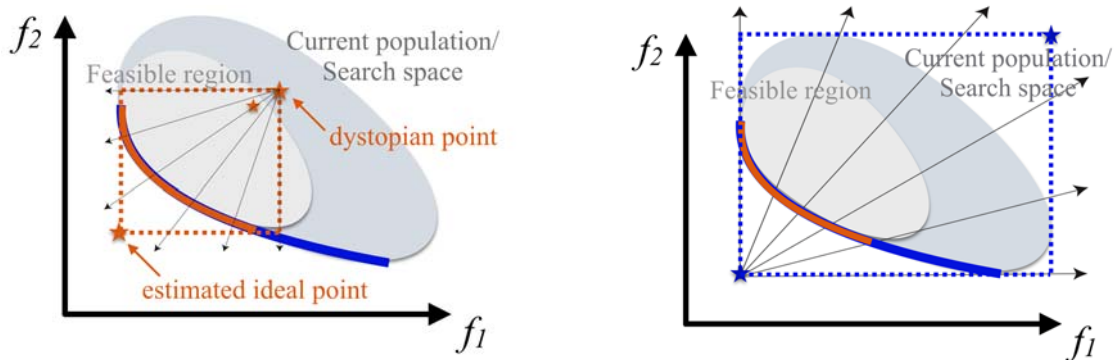 f2
Current population/
Search space
Feasible region
dystopian point
estimated ideal point
f1
f2
Current population/
Search space
Feasible region
f1